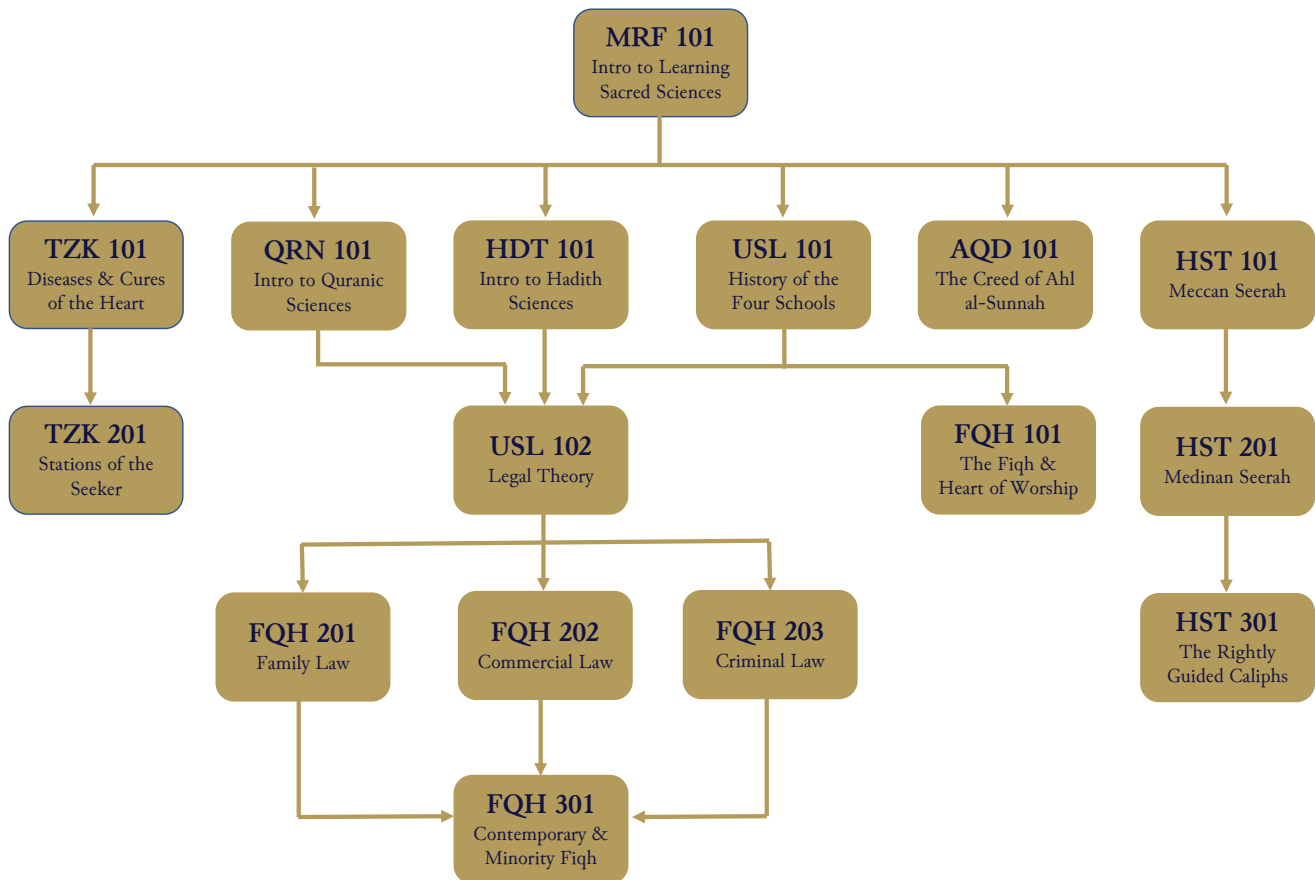 MRF 101
Intro to Learning
Sacred Sciences
TZK 101
Diseases & Cures
of the Heart
QRN 101
Intro to Quranic
Sciences
HDT 101
Intro to Hadith
Sciences
USL 101
History of the
Four Schools
AQD 101
The Creed of Ahl
al-Sunnah
HST 101
Meccan Seerah
TZK 201
Stations of the
Seeker
USL 102
Legal Theory
FQH 101
The Fiqh &
Heart of Worship
HST 201
Medinan Seerah
FQH 201
Family Law
FQH 202
Commercial Law
FQH 203
Criminal Law
HST 301
The Rightly
Guided Caliphs
FQH 301
Contemporary &
Minority Fiqh